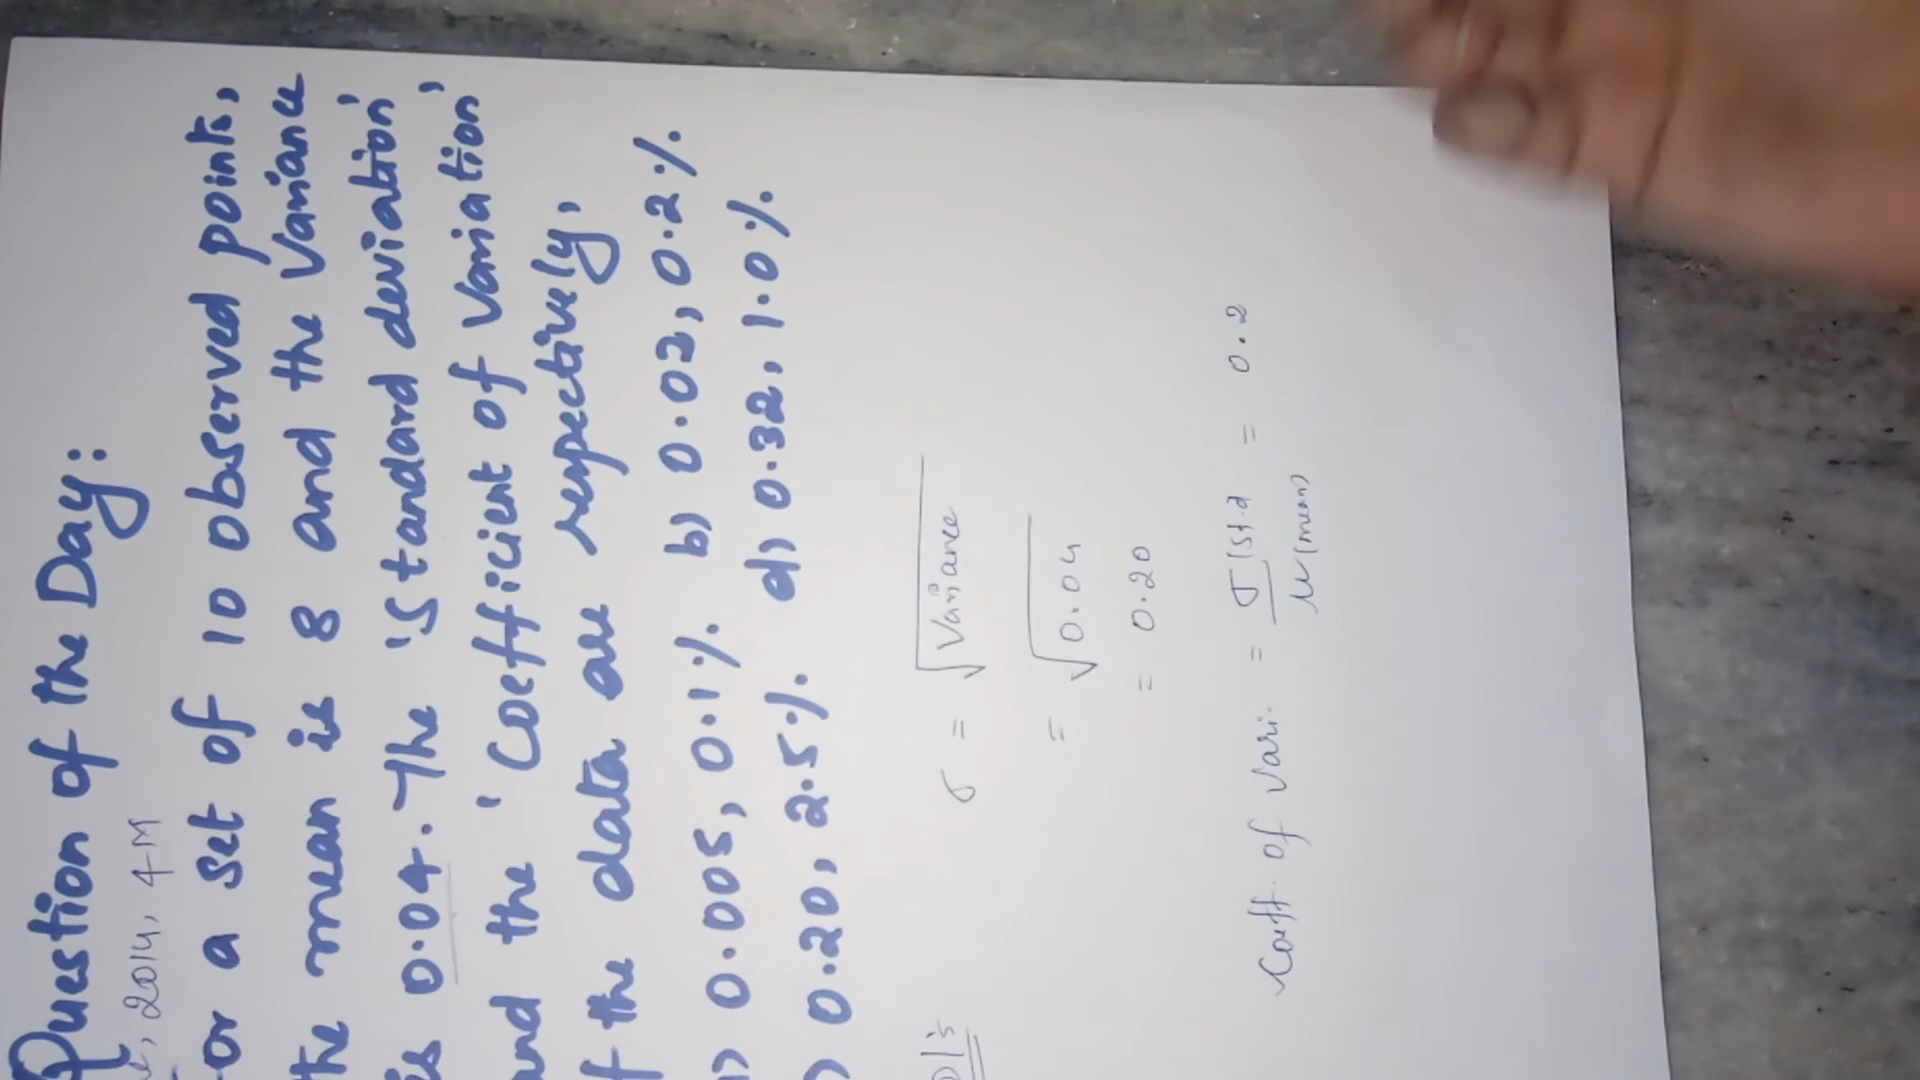 Question of the Day:
, 2014, 4M
or a set of 10 observed points,
the mean is 8 and the Variance
is 0.04. The 'Standard deviation'
and the 'Coefficient of Variation'
f the data are respectively,
) 0.005, 0.1% b) 0.02, 0.2%
) 0.20, 2.5% d) 0.32, 1.0%
σ = √Variance
= √0.04
= 0.20
Coeff. of Vari. = σ(st.d / μ(mean) = 0.2